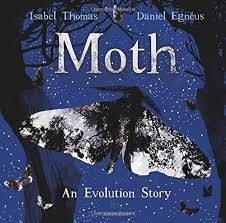 Isabel Thomas Daniel Egnéus
Moth
An Evolution Story